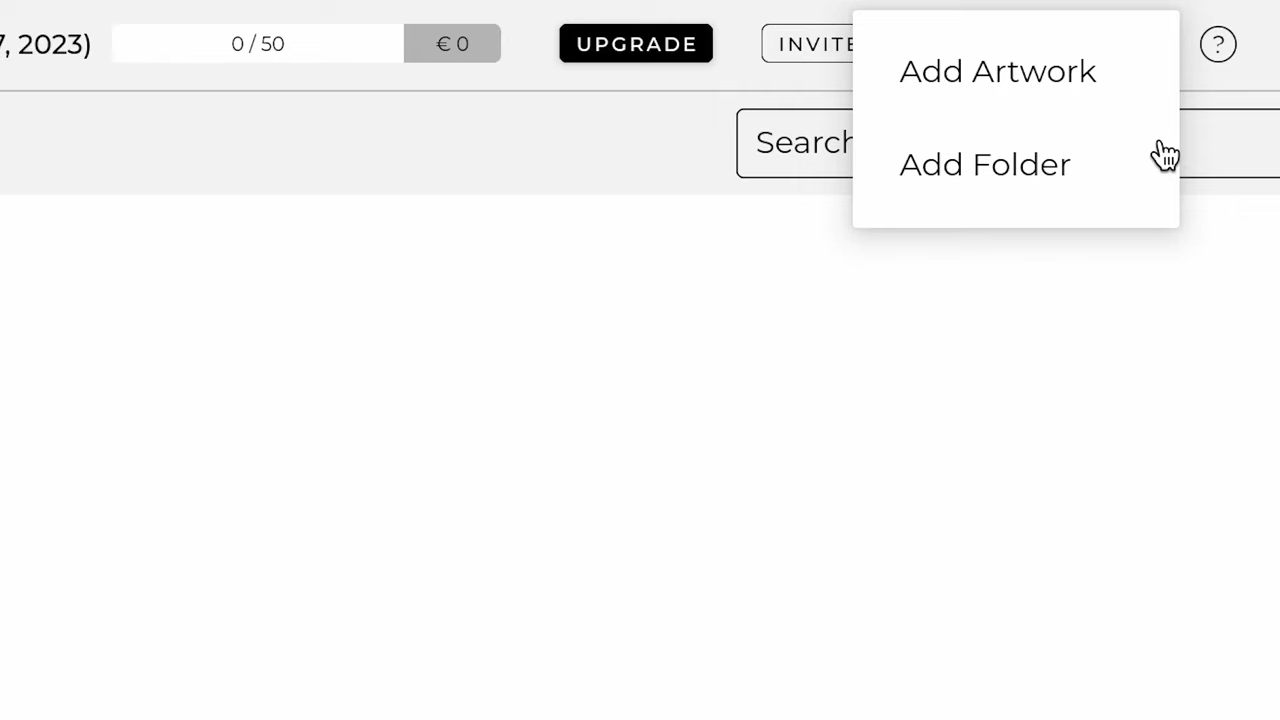 7, 2023)
0 / 50
€ 0
UPGRADE
INVITE
?
Add Artwork
Search
Add Folder